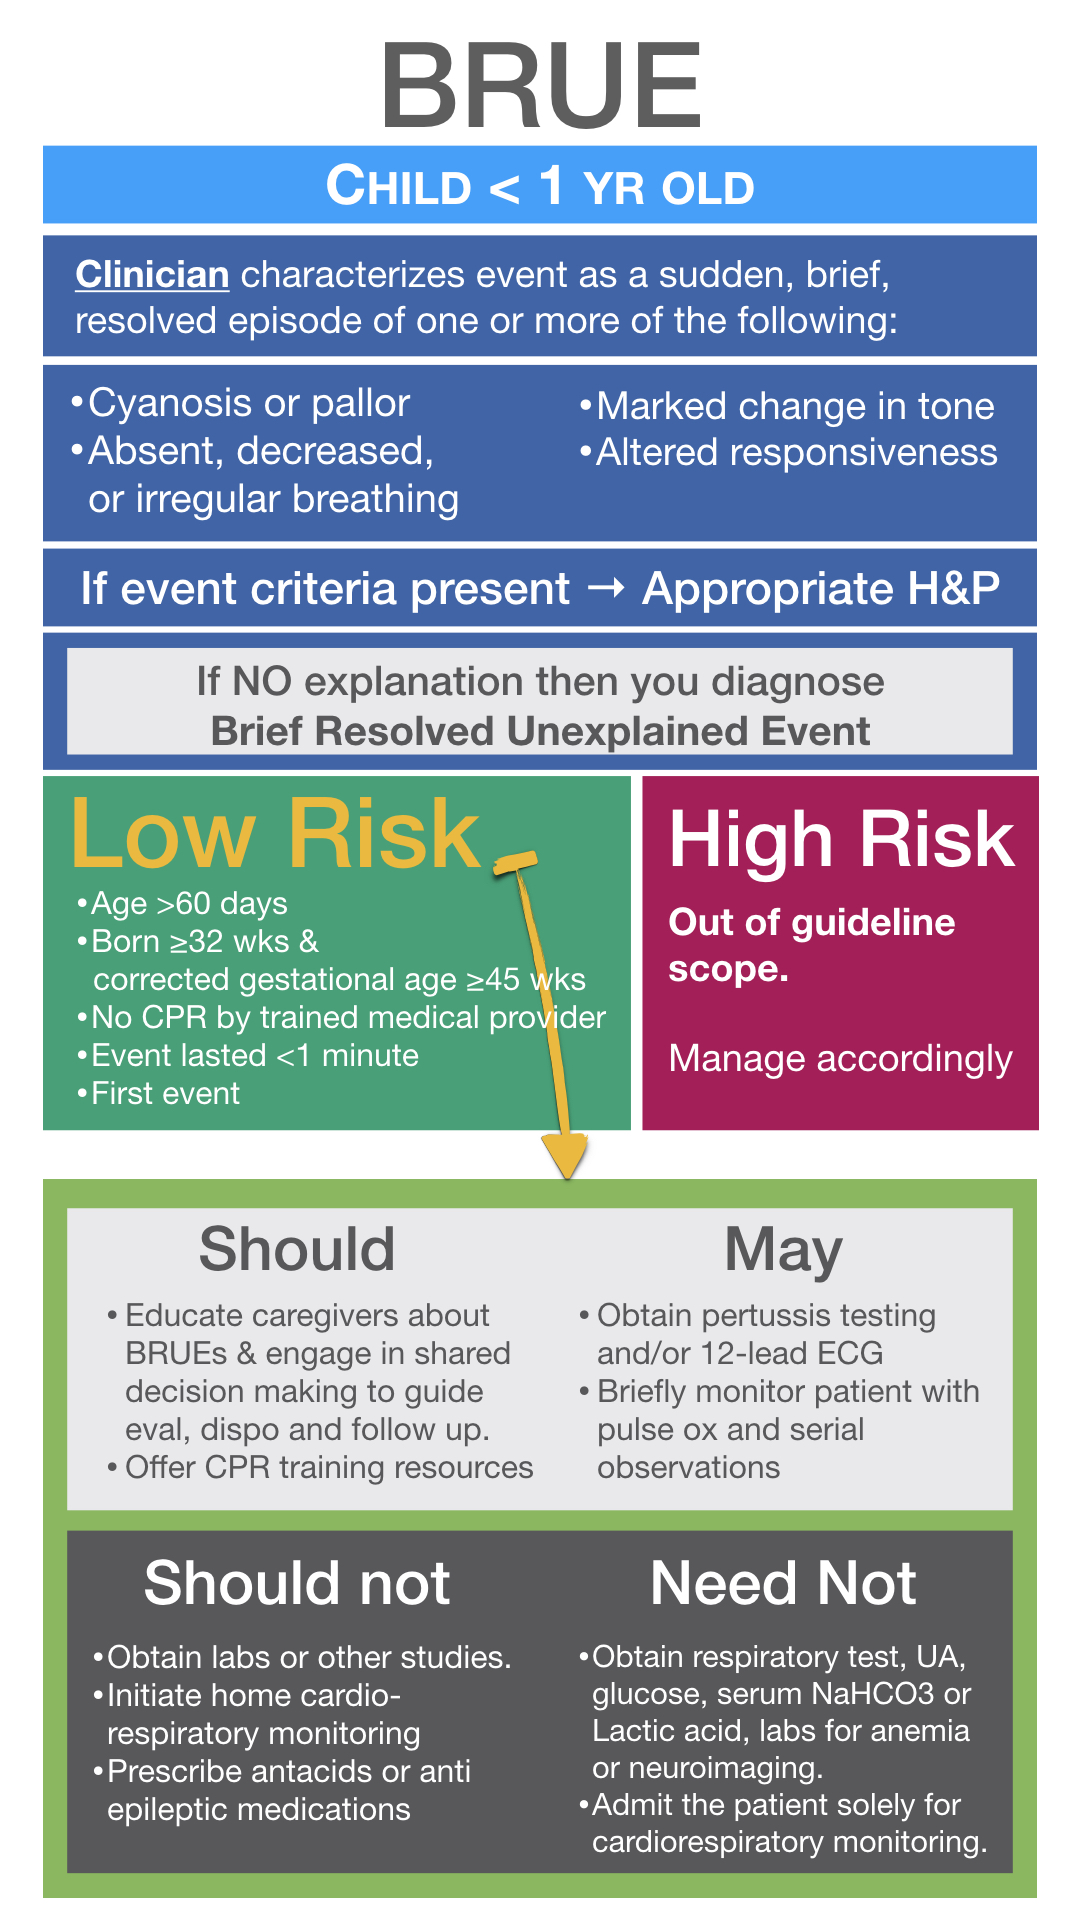 BRUE
CHILD < 1 YR OLD
Clinician characterizes event as a sudden, brief,
resolved episode of one or more of the following:
•Cyanosis or pallor
•Absent, decreased,
or irregular breathing
•Marked change in tone
•Altered responsiveness
If event criteria present → Appropriate H&P
If NO explanation then you diagnose
Brief Resolved Unexplained Event
Low Risk
•Age >60 days
•Born ≥32 wks &
corrected gestational age ≥45 wks
•No CPR by trained medical provider
•Event lasted <1 minute
•First event
High Risk
Out of guideline
scope.
Manage accordingly
Should
• Educate caregivers about
BRUEs & engage in shared
decision making to guide
eval, dispo and follow up.
• Offer CPR training resources
May
• Obtain pertussis testing
and/or 12-lead ECG
• Briefly monitor patient with
pulse ox and serial
observations
Should not
•Obtain labs or other studies.
•Initiate home cardio-
respiratory monitoring
•Prescribe antacids or anti
epileptic medications
Need Not
•Obtain respiratory test, UA,
glucose, serum NaHCO3 or
Lactic acid, labs for anemia
or neuroimaging.
•Admit the patient solely for
cardiorespiratory monitoring.